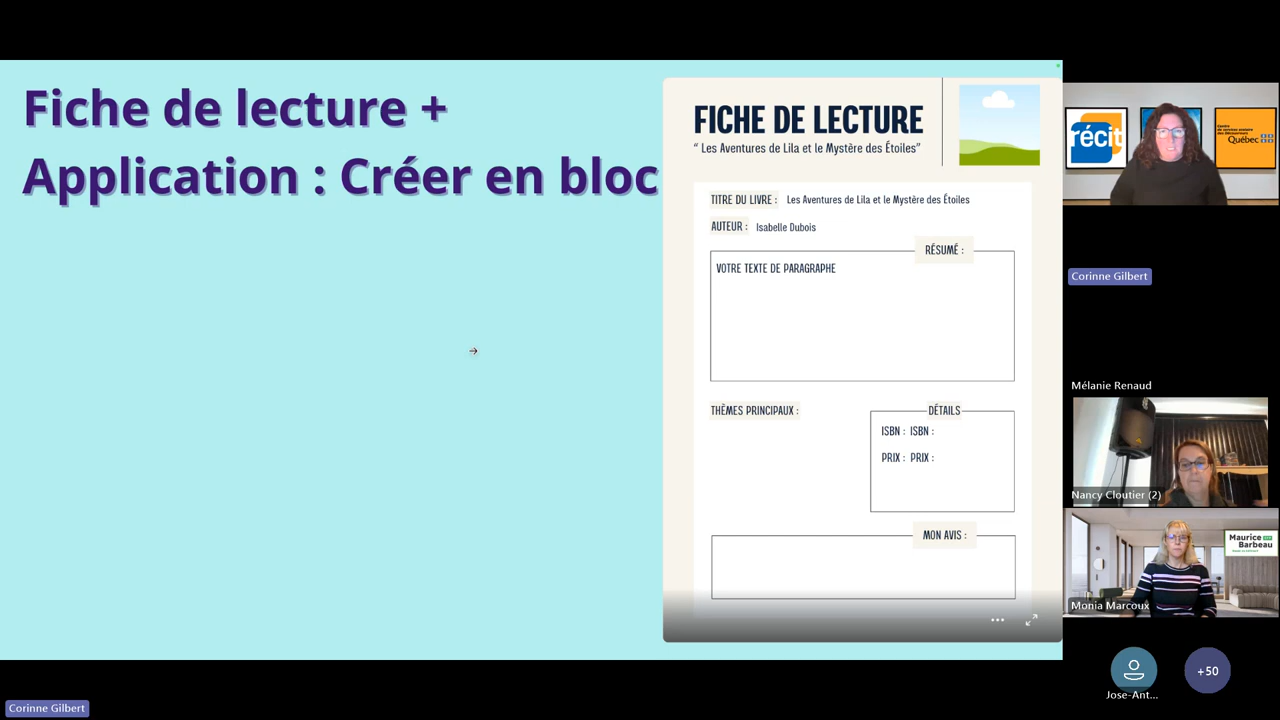 Fiche de lecture +
Application : Créer en bloc
FICHE DE LECTURE
“ Les Aventures de Lila et le Mystère des Étoiles”
TITRE DU LIVRE : Les Aventures de Lila et le Mystère des Étoiles
AUTEUR : Isabelle Dubois
RÉSUMÉ :
VOTRE TEXTE DE PARAGRAPHE
THÈMES PRINCIPAUX :
DÉTAILS
ISBN : ISBN :
PRIX : PRIX :
MON AVIS :
récit
Québec
Corinne Gilbert
Mélanie Renaud
Nancy Cloutier (2)
Maurice
Barbeau
Monia Marcoux
Jose-Ant...
+50
Corinne Gilbert